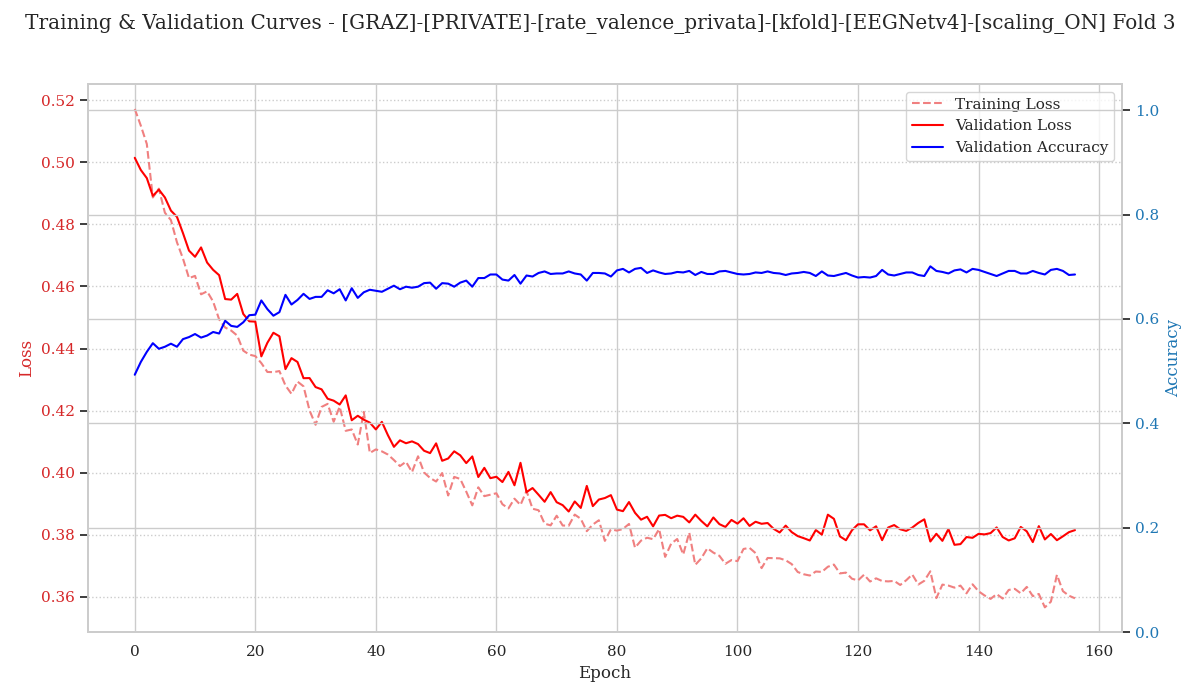 Training & Validation Curves - [GRAZ]-[PRIVATE]-[rate_valence_privata]-[kfold]-[EEGNetv4]-[scaling_ON] Fold 3
Training Loss
Validation Loss
Validation Accuracy
Loss
0.52
0.50
0.48
0.46
0.44
0.42
0.40
0.38
0.36
1.0
0.8
0.6
0.4
0.2
0.0
Accuracy
0 20 40 60 80 100 120 140 160
Epoch